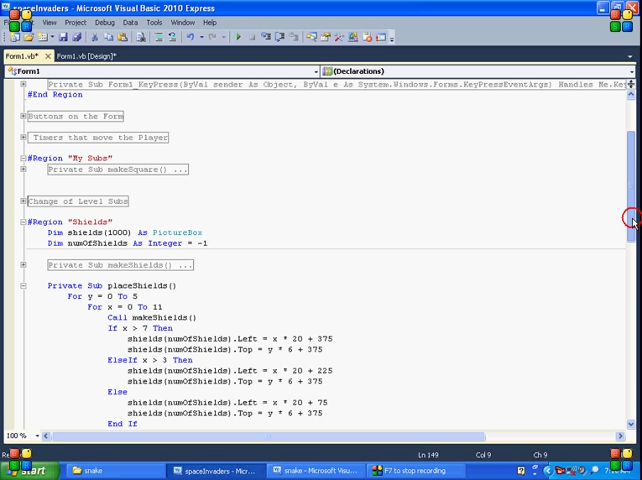 spaceInvaders - Microsoft Visual Basic 2010 Express
View Project Debug Data Tools Window Help
Form1.vb* Form1.vb [Design]*
Form1 (Declarations)
Private Sub Form1_KeyPress(ByVal sender As Object, ByVal e As System.Windows.Forms.KeyPressEventArgs) Handles Me.Key
#End Region
Buttons on the Form
Timers that move the Player
#Region "My Subs"
Private Sub makeSquare() ...
Change of Level Subs
#Region "Shields"
Dim shields(1000) As PictureBox
Dim numOfShields As Integer = -1
Private Sub makeShields() ...
Private Sub placeShields()
For y = 0 To 5
For x = 0 To 11
Call makeShields()
If x > 7 Then
shields(numOfShields).Left = x * 20 + 375
shields(numOfShields).Top = y * 6 + 375
ElseIf x > 3 Then
shields(numOfShields).Left = x * 20 + 225
shields(numOfShields).Top = y * 6 + 375
Else
shields(numOfShields).Left = x * 20 + 75
shields(numOfShields).Top = y * 6 + 375
End If
100 %
Ln 149 Col 9 Ch 9
start snake spaceInvaders - Micr... snake - Microsoft Visu... F7 to stop recording